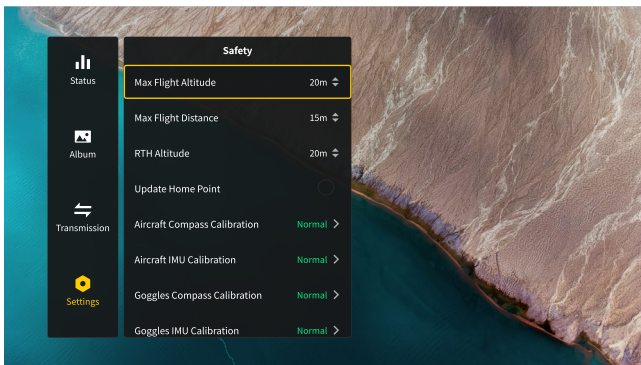 Safety
Status
Max Flight Altitude 20m
Max Flight Distance 15m
Album
RTH Altitude 20m
Update Home Point
Transmission
Aircraft Compass Calibration Normal
Aircraft IMU Calibration Normal
Settings
Goggles Compass Calibration Normal
Goggles IMU Calibration Normal